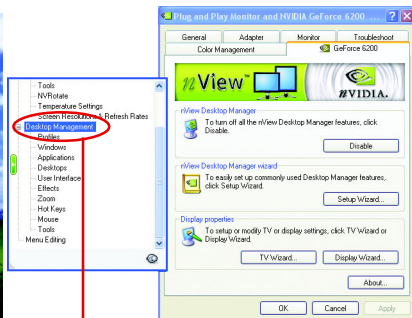 Plug and Play Monitor and NVIDIA GeForce 6200 ...
General
Adapter
Monitor
Troubleshoot
Color Management
GeForce 6200
nView
NVIDIA.
Tools
NVRotate
Temperature Settings
Screen Resolutions & Refresh Rates
Desktop Management
Profiles
Windows
Applications
Desktops
User Interface
Effects
Zoom
Hot Keys
Mouse
Tools
Menu Editing
nView Desktop Manager
To turn off all the nView Desktop Manager features, click
Disable.
Disable
nView Desktop Manager wizard
To easily set up commonly used Desktop Manager features,
click Setup Wizard.
Setup Wizard...
Display properties
To setup or modify TV or display settings, click TV Wizard or
Display Wizard.
TV Wizard...
Display Wizard...
About...
OK
Cancel
Apply